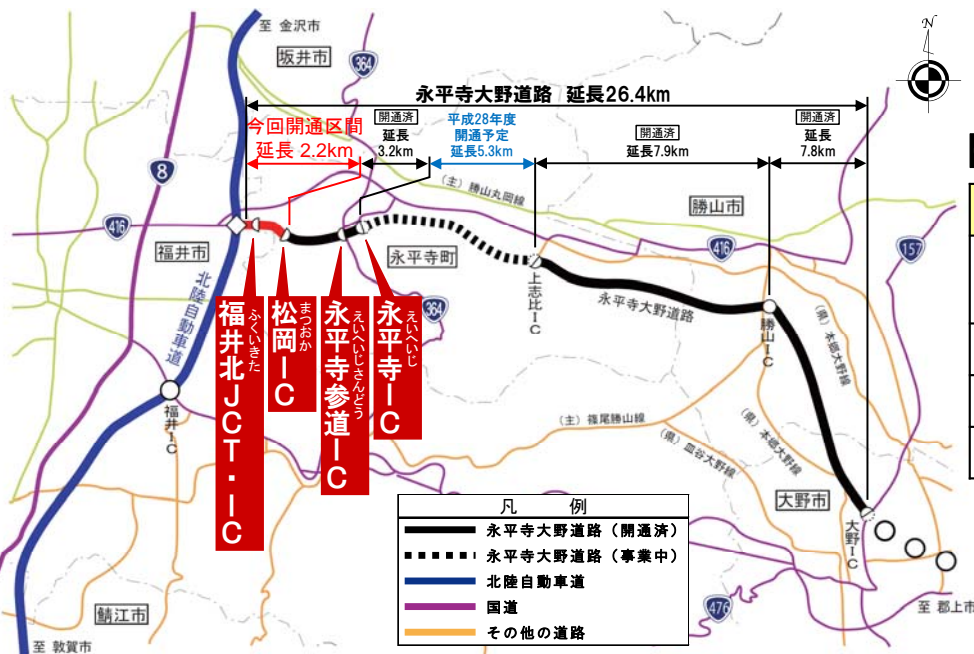 至 金沢市
坂井市
364
N
永平寺大野道路 延長26.4km
今回開通区間
延長 2.2km
開通済
延長
3.2km
平成28年度
開通予定
延長5.3km
開通済
延長7.9km
開通済
延長
7.8km
8
(主) 勝山丸岡線
勝山市
416
416
157
福井市
永平寺町
北陸自動車道
上志比IC
永平寺大野道路
勝山IC
(県) 本郷大野線
364
ふくいきた
福井北JCT・IC
まつおか
松岡IC
えいへいじさんどう
永平寺参道IC
えいへいじ
永平寺IC
福井IC
(主) 篠尾勝山線
(県) 皿谷大野線
(県) 本郷大野線
大野市
大野IC
凡 例
永平寺大野道路(開通済)
永平寺大野道路(事業中)
北陸自動車道
国道
その他の道路
476
至 郡上市
鯖江市
至 敦賀市